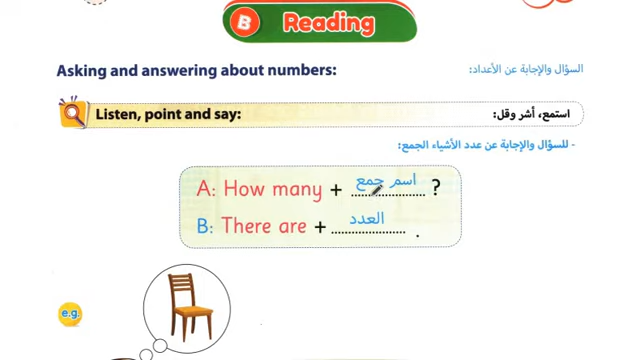 B Reading
Asking and answering about numbers:
السؤال والإجابة عن الأعداد:
Listen, point and say:
استمع، أشر وقل:
- للسؤال والإجابة عن عدد الأشياء الجمع:
A: How many + اسم جمع ?
B: There are + العدد .
e.g.